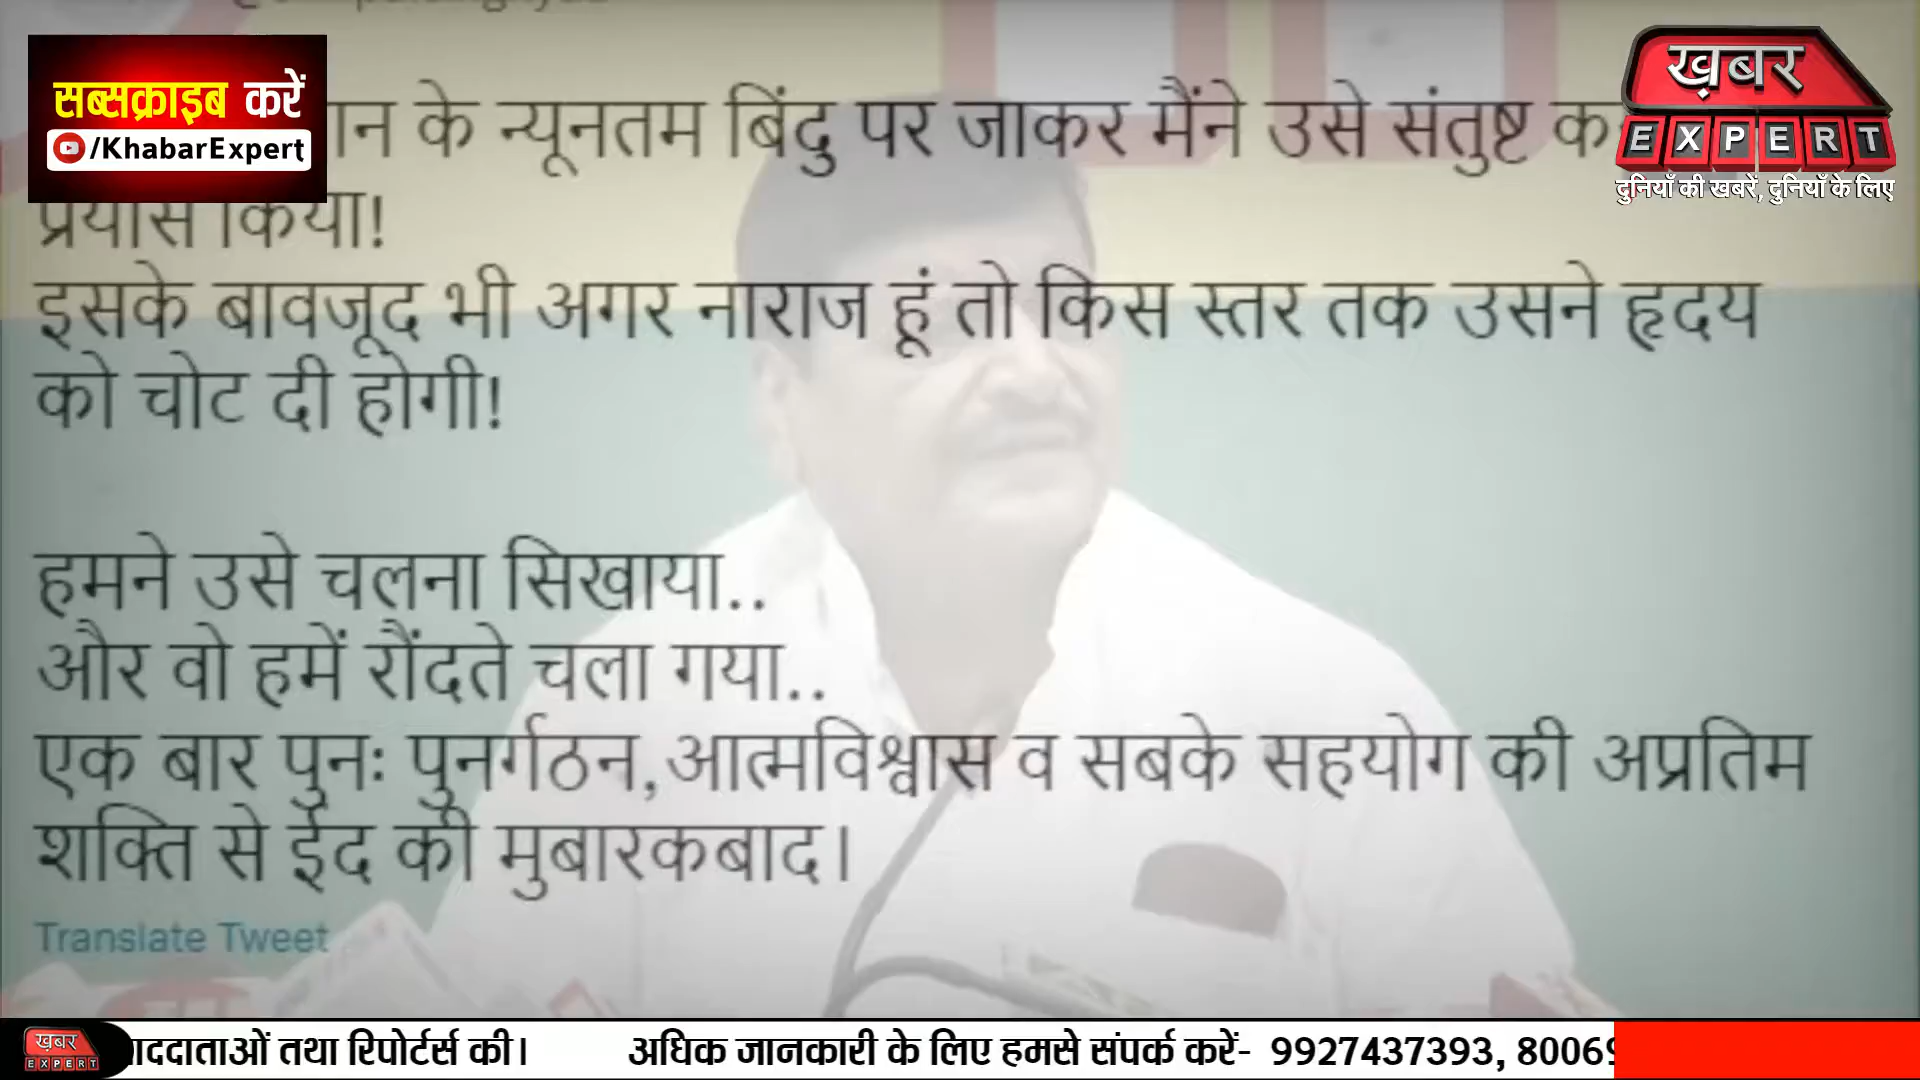 सब्सक्राइब करें
/KhabarExpert
ख़बर
EXPERT
दुनियाँ की खबरें, दुनियाँ के लिए
के न्यूनतम बिंदु पर जाकर मैंने उसे संतुष्ट
प्रयास किया!
इसके बावजूद भी अगर नाराज हूं तो किस स्तर तक उसने हृदय
को चोट दी होगी!
हमने उसे चलना सिखाया..
और वो हमें रौंदते चला गया..
एक बार पुनः पुनर्गठन,आत्मविश्वास व सबके सहयोग की अप्रतिम
शक्ति से ईद की मुबारकबाद।
Translate Tweet
ख़बर
EXPERT
तथा रिपोर्टर्स की। अधिक जानकारी के लिए हमसे संपर्क करें- 9927437393,